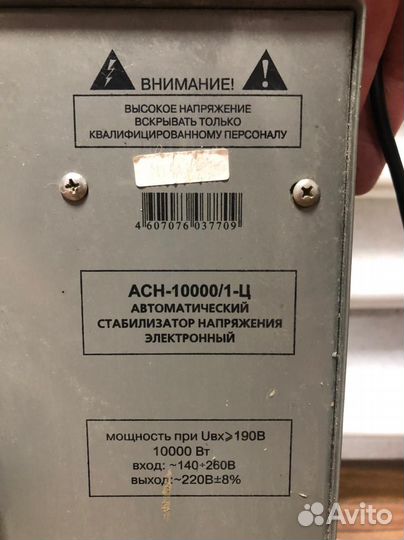 ВНИМАНИЕ!
ВЫСОКОЕ НАПРЯЖЕНИЕ
ВСКРЫВАТЬ ТОЛЬКО
КВАЛИФИЦИРОВАННОМУ ПЕРСОНАЛУ
4 607076 037709
АСН-10000/1-Ц
АВТОМАТИЧЕСКИЙ
СТАБИЛИЗАТОР НАПРЯЖЕНИЯ
ЭЛЕКТРОННЫЙ
мощность при Uвх⩾190В
10000 Вт
вход: ~140÷260В
выход:~220В±8%
Avito